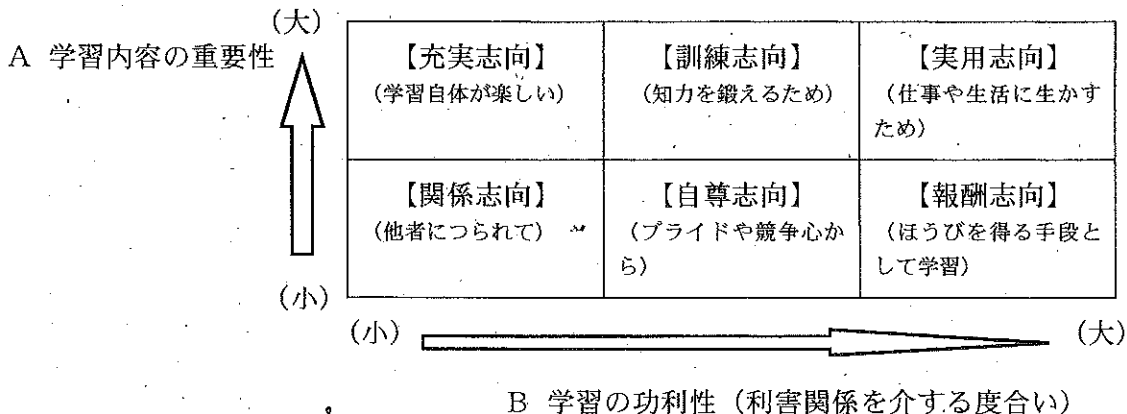 (大)
A 学習内容の重要性
【充実志向】 【訓練志向】 【実用志向】
(学習自体が楽しい) (知力を鍛えるため) (仕事や生活に生かす
ため)
【関係志向】 【自尊志向】 【報酬志向】
(他者につられて) (プライドや競争心か (ほうびを得る手段と
ら) して学習)
(小)
(小) (大)
B 学習の功利性(利害関係を介する度合い)